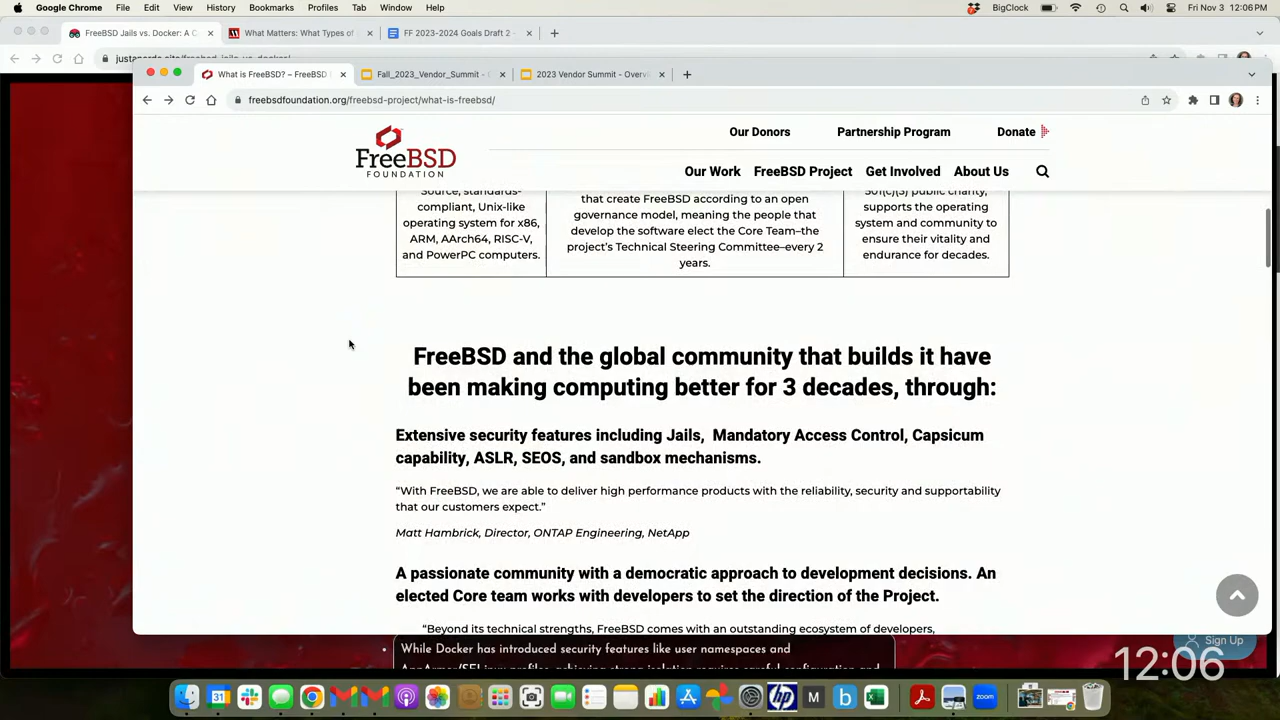 Google Chrome File Edit View History Bookmarks Profiles Tab Window Help
BigClock Fri Nov 3 12:06 PM
FreeBSD Jails vs. Docker: A C
What Matters: What Types of
FF 2023-2024 Goals Draft 2 -
What is FreeBSD? – FreeBSD
Fall_2023_Vendor_Summit -
2023 Vendor Summit - Overvi
freebsdfoundation.org/freebsd-project/what-is-freebsd/
Our Donors Partnership Program Donate
FreeBSD
FOUNDATION
Our Work FreeBSD Project Get Involved About Us
Source, standards-
compliant, Unix-like
operating system for x86,
ARM, AArch64, RISC-V,
and PowerPC computers.
that create FreeBSD according to an open
governance model, meaning the people that
develop the software elect the Core Team–the
project's Technical Steering Committee–every 2
years.
501(c)(3) public charity,
supports the operating
system and community to
ensure their vitality and
endurance for decades.
FreeBSD and the global community that builds it have
been making computing better for 3 decades, through:
Extensive security features including Jails, Mandatory Access Control, Capsicum
capability, ASLR, SEOS, and sandbox mechanisms.
“With FreeBSD, we are able to deliver high performance products with the reliability, security and supportability
that our customers expect.”
Matt Hambrick, Director, ONTAP Engineering, NetApp
A passionate community with a democratic approach to development decisions. An
elected Core team works with developers to set the direction of the Project.
“Beyond its technical strengths, FreeBSD comes with an outstanding ecosystem of developers,
• While Docker has introduced security features like user namespaces and
Sign Up
12:06
31
hp
M
b
zoom